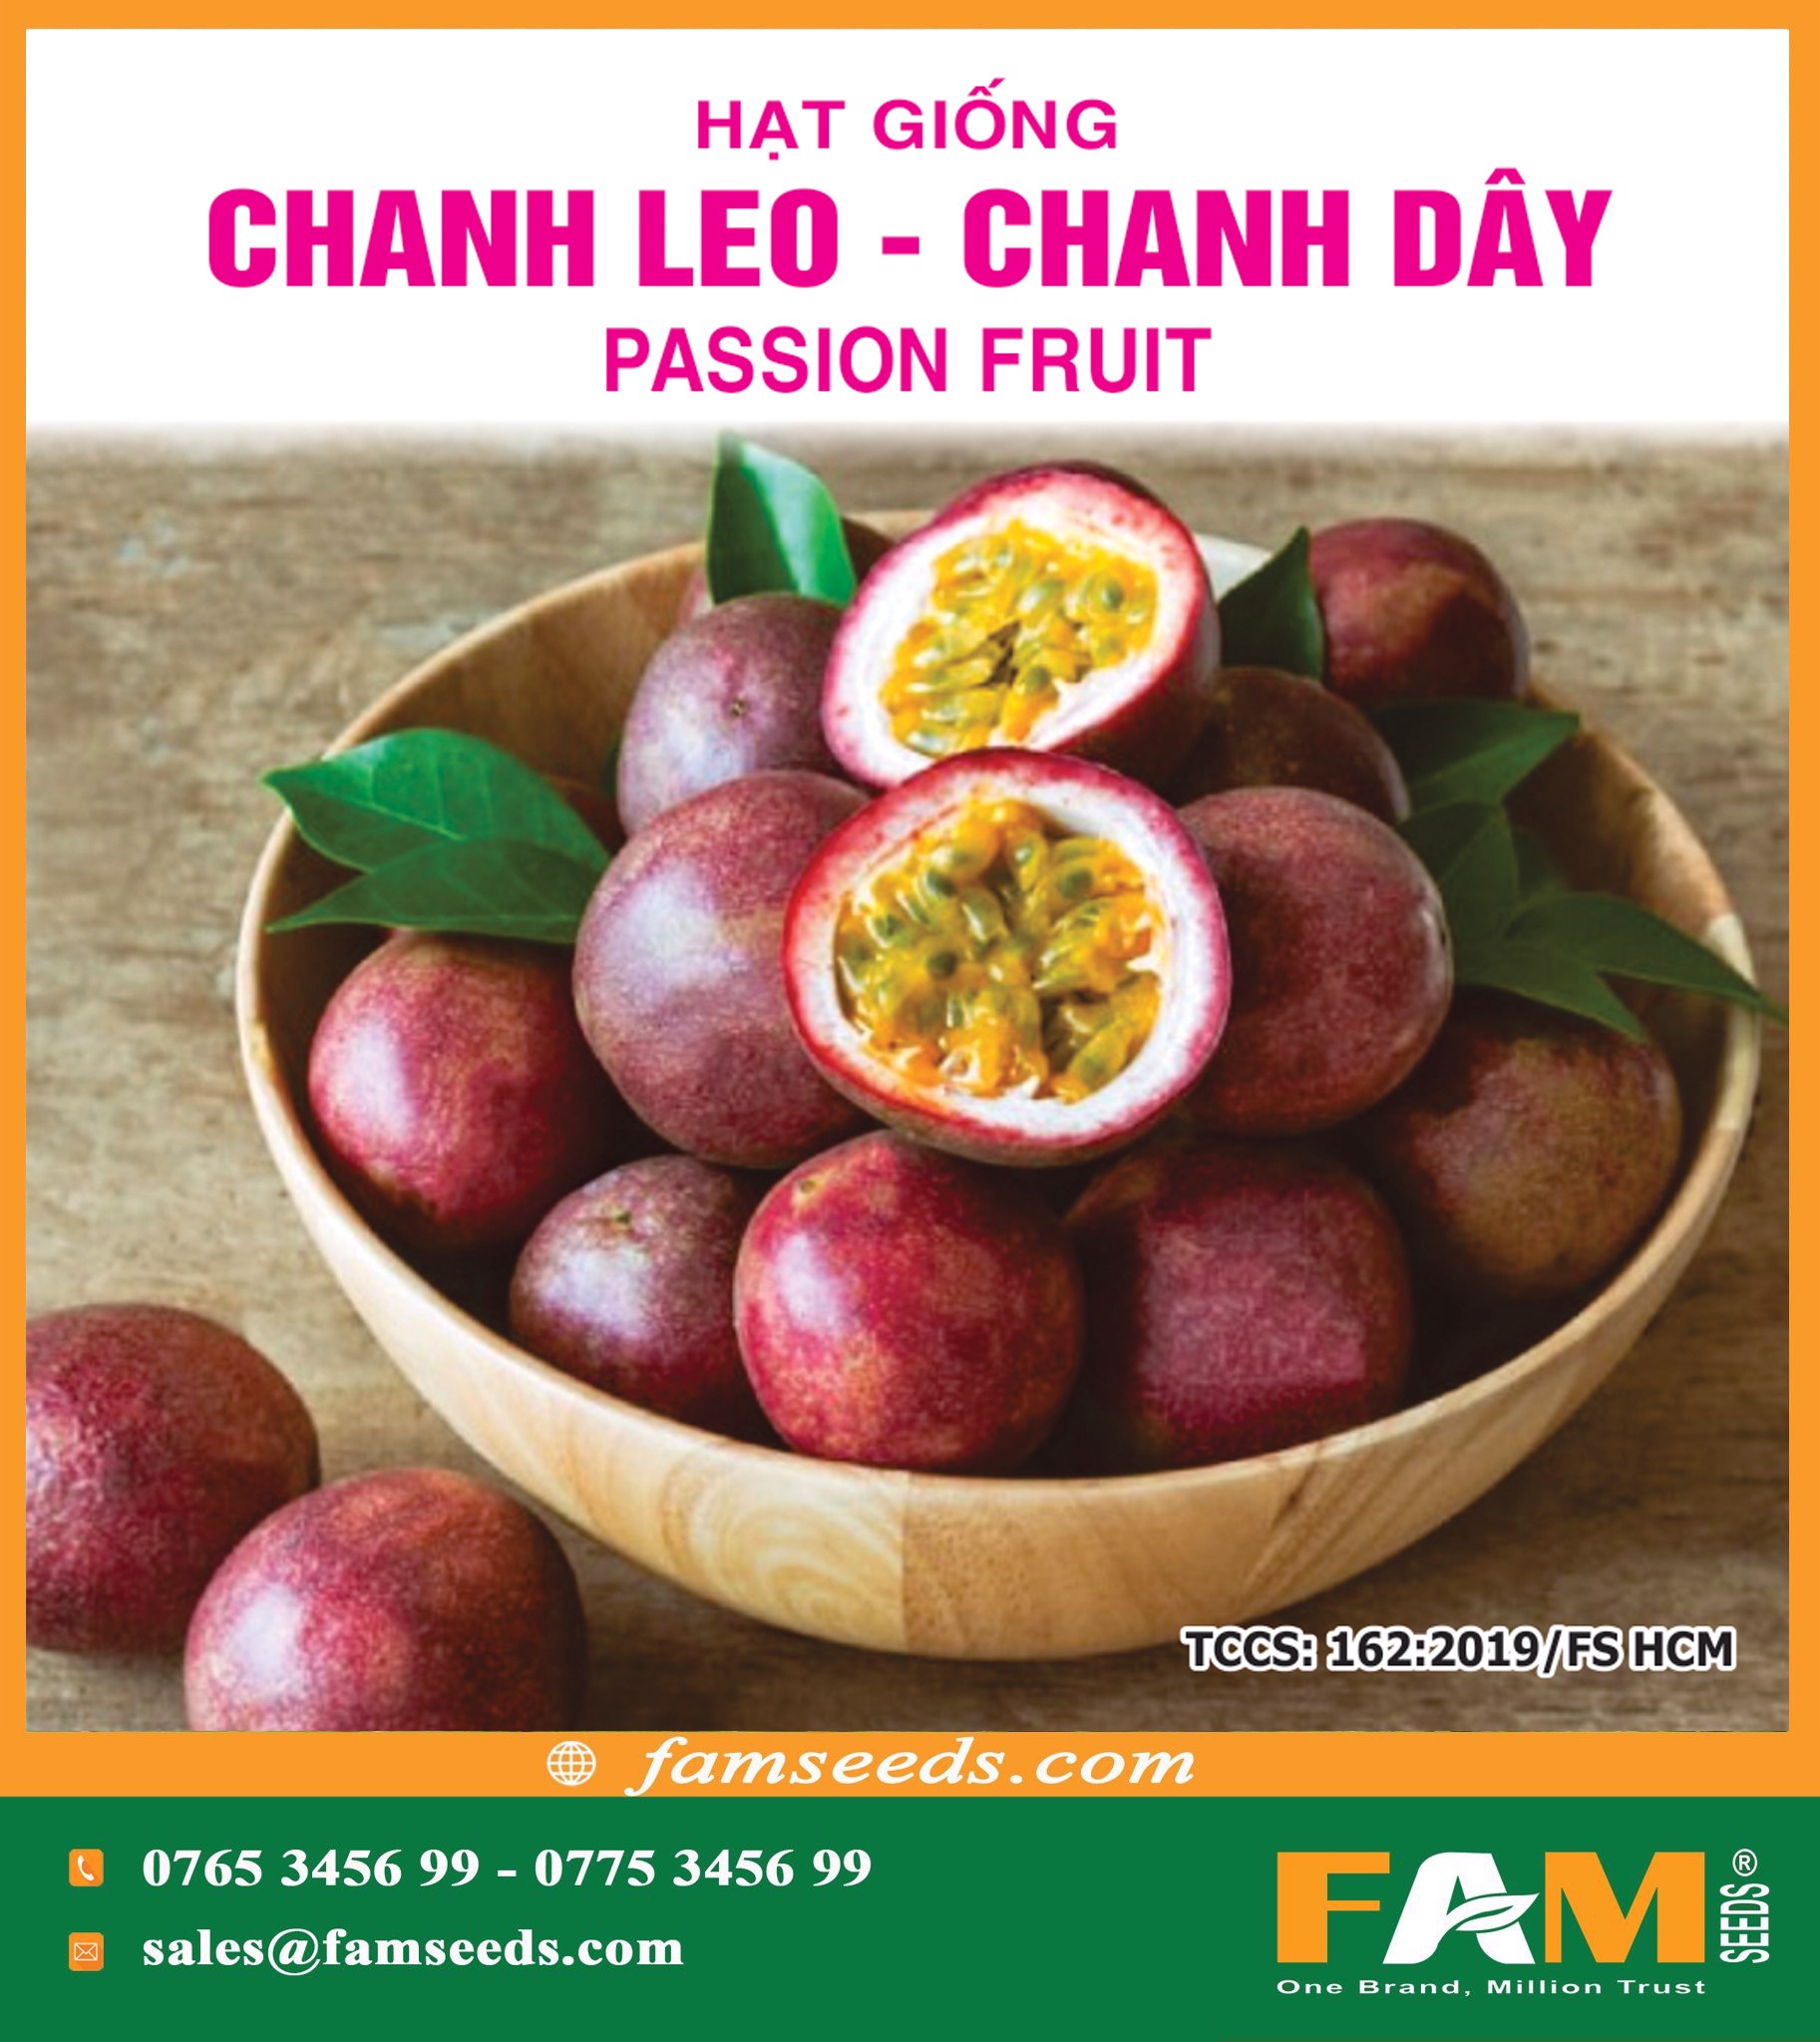 HẠT GIỐNG
CHANH LEO - CHANH DÂY
PASSION FRUIT
TCCS: 162:2019/FS HCM
famseeds.com
0765 3456 99 - 0775 3456 99
sales@famseeds.com
FAM SEEDS®
One Brand, Million Trust